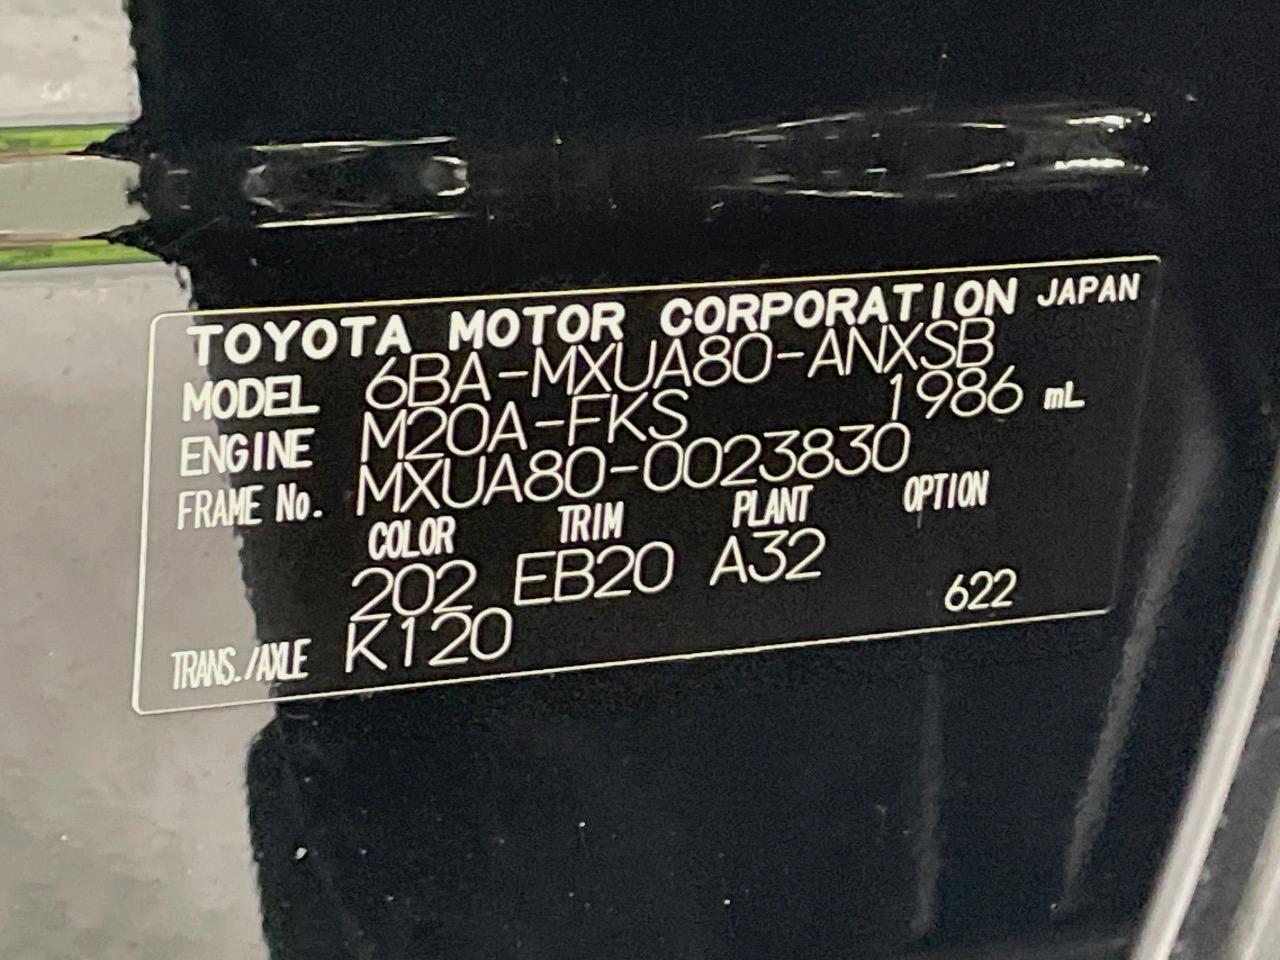 TOYOTA MOTOR CORPORATION JAPAN
MODEL 6BA-MXUA80-ANXSB
ENGINE M20A-FKS 1986 mL
FRAME No. MXUA80-0023830
COLOR TRIM PLANT OPTION
202 EB20 A32
TRANS./AXLE K120 622